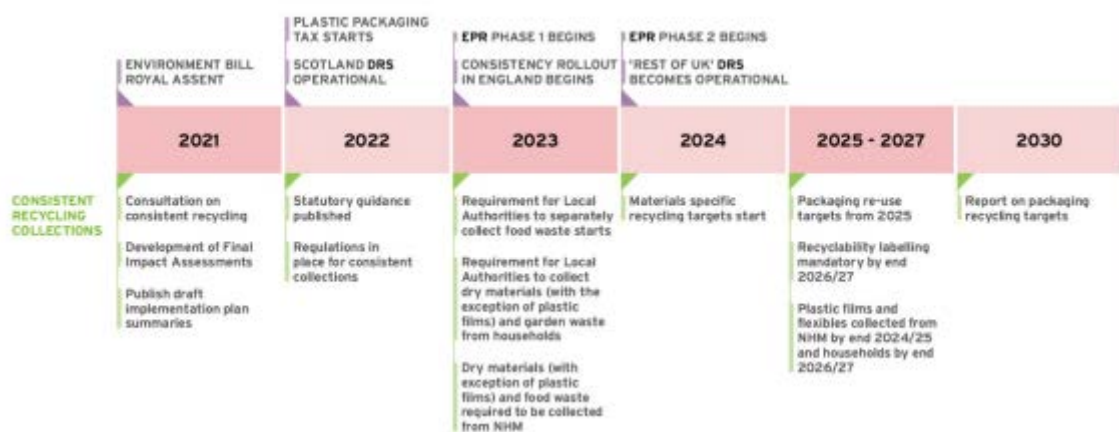 PLASTIC PACKAGING
TAX STARTS
EPR PHASE 1 BEGINS
EPR PHASE 2 BEGINS
ENVIRONMENT BILL
ROYAL ASSENT
SCOTLAND DRS
OPERATIONAL
CONSISTENCY ROLLOUT
IN ENGLAND BEGINS
'REST OF UK' DRS
BECOMES OPERATIONAL
2021
2022
2023
2024
2025 - 2027
2030
CONSISTENT
RECYCLING
COLLECTIONS
Consultation on
consistent recycling
Development of Final
Impact Assessments
Publish draft
implementation plan
summaries
Statutory guidance
published
Regulations in
place for consistent
collections
Requirement for Local
Authorities to separately
collect food waste starts
Requirement for Local
Authorities to collect
dry materials (with the
exception of plastic
films) and garden waste
from households
Dry materials (with
exception of plastic
films) and food waste
required to be collected
from NHM
Materials specific
recycling targets start
Packaging re-use
targets from 2025
Recyclability labelling
mandatory by end
2026/27
Plastic films and
flexibles collected from
NHM by end 2024/25
and households by end
2026/27
Report on packaging
recycling targets